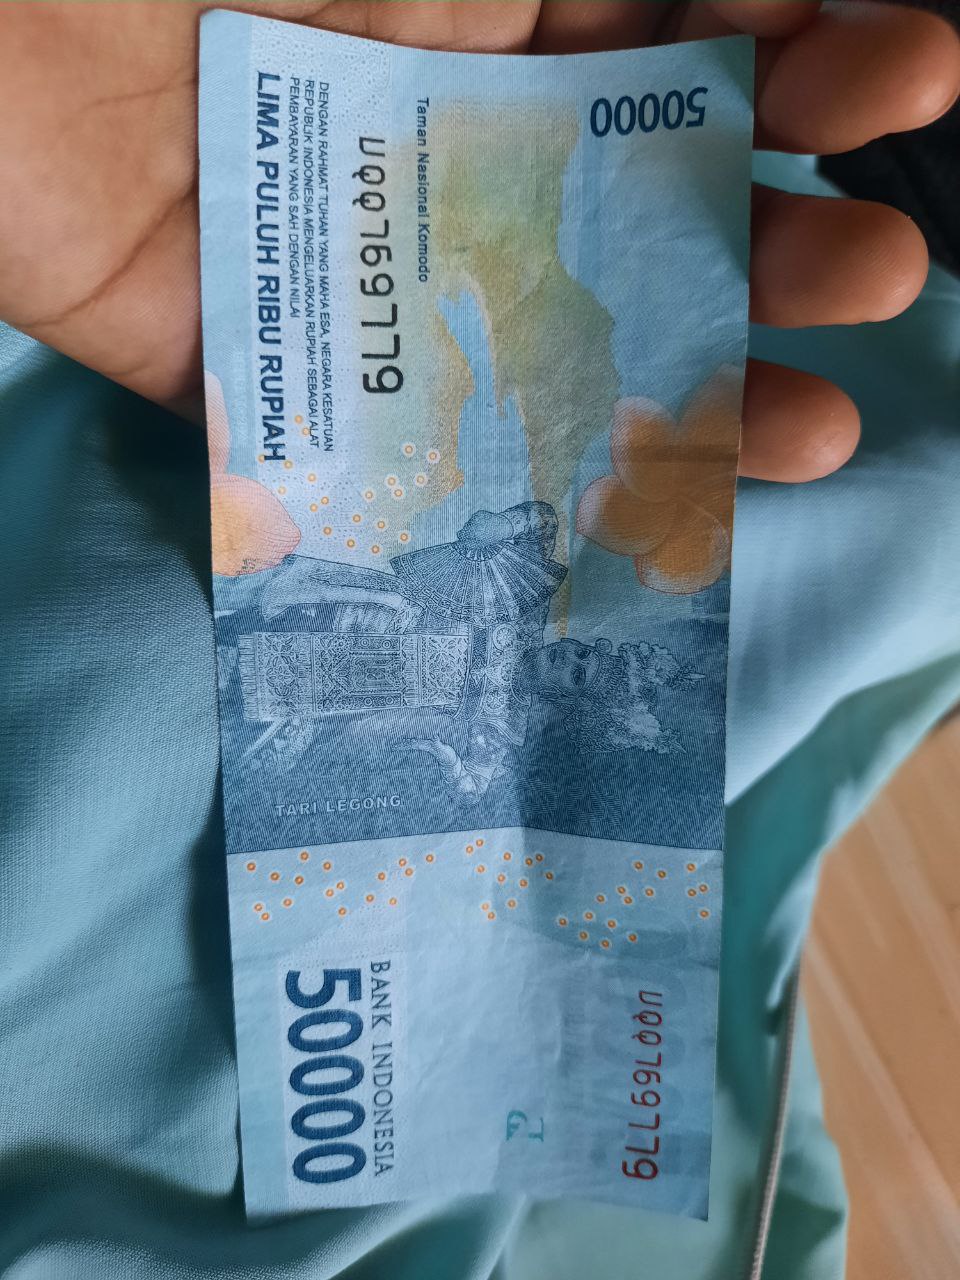 50000
Taman Nasional Komodo
UQQ769779
DENGAN RAHMAT TUHAN YANG MAHA ESA, NEGARA KESATUAN
REPUBLIK INDONESIA MENGELUARKAN RUPIAH SEBAGAI ALAT
PEMBAYARAN YANG SAH DENGAN NILAI
LIMA PULUH RIBU RUPIAH
TARI LEGONG
UQQ769779
BANK INDONESIA
50000